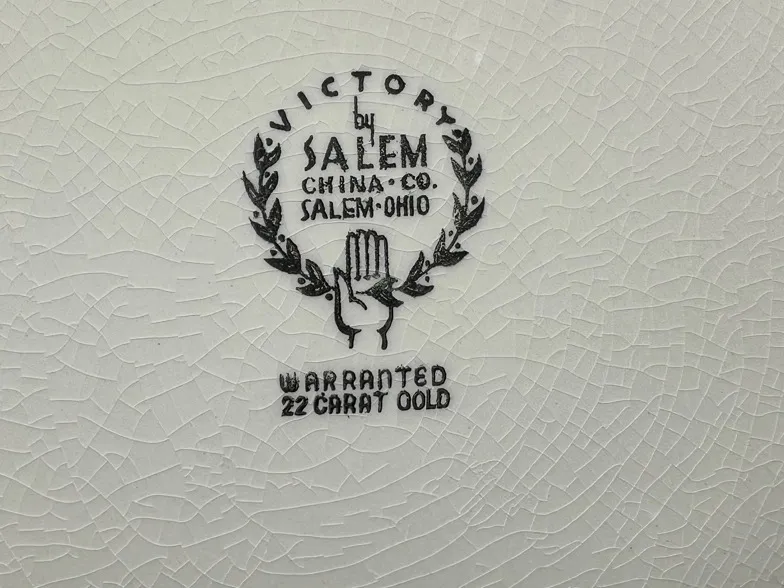 VICTORY
by
SALEM
CHINA · CO.
SALEM · OHIO
WARRANTED
22 CARAT GOLD